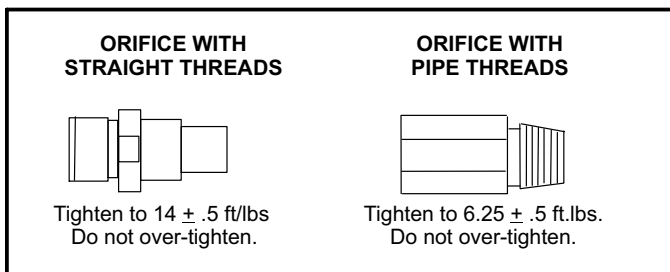 ORIFICE WITH
STRAIGHT THREADS
Tighten to 14 ± .5 ft/lbs
Do not over-tighten.
ORIFICE WITH
PIPE THREADS
Tighten to 6.25 ± .5 ft.lbs.
Do not over-tighten.